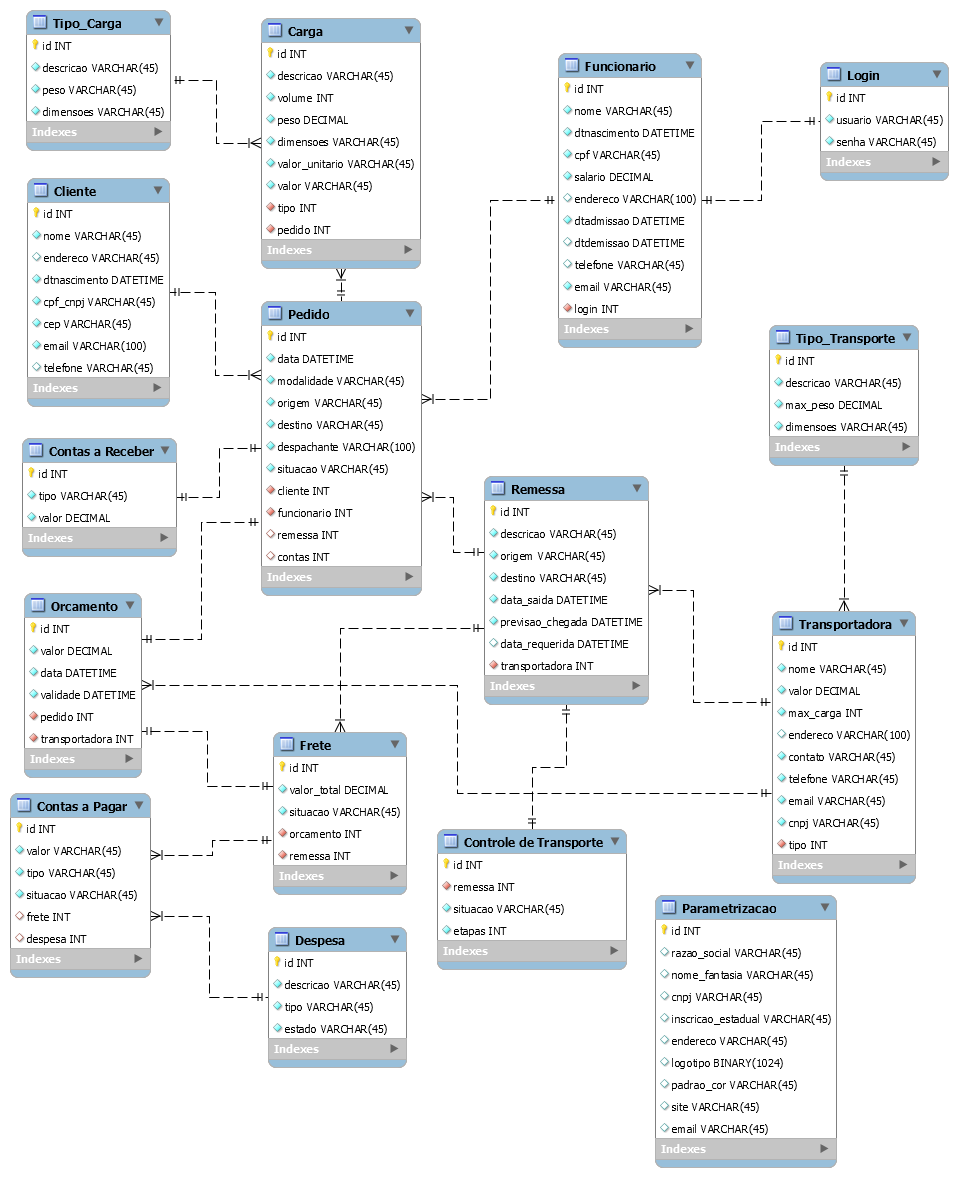 Tipo_Carga
id INT
descricao VARCHAR(45)
peso VARCHAR(45)
dimensoes VARCHAR(45)
Indexes
Carga
id INT
descricao VARCHAR(45)
volume INT
peso DECIMAL
dimensoes VARCHAR(45)
valor_unitario VARCHAR(45)
valor VARCHAR(45)
tipo INT
pedido INT
Indexes
Funcionario
id INT
nome VARCHAR(45)
dtnascimento DATETIME
cpf VARCHAR(45)
salario DECIMAL
endereco VARCHAR(100)
dtadmissao DATETIME
dtdemissao DATETIME
telefone VARCHAR(45)
email VARCHAR(45)
login INT
Indexes
Login
id INT
usuario VARCHAR(45)
senha VARCHAR(45)
Indexes
Cliente
id INT
nome VARCHAR(45)
endereco VARCHAR(45)
dtnascimento DATETIME
cpf_cnpj VARCHAR(45)
cep VARCHAR(45)
email VARCHAR(100)
telefone VARCHAR(45)
Indexes
Pedido
id INT
data DATETIME
modalidade VARCHAR(45)
origem VARCHAR(45)
destino VARCHAR(45)
despachante VARCHAR(100)
situacao VARCHAR(45)
cliente INT
funcionario INT
remessa INT
contas INT
Indexes
Tipo_Transporte
id INT
descricao VARCHAR(45)
max_peso DECIMAL
dimensoes VARCHAR(45)
Indexes
Contas a Receber
id INT
tipo VARCHAR(45)
valor DECIMAL
Indexes
Remessa
id INT
descricao VARCHAR(45)
origem VARCHAR(45)
destino VARCHAR(45)
data_saida DATETIME
previsao_chegada DATETIME
data_requerida DATETIME
transportadora INT
Indexes
Orcamento
id INT
valor DECIMAL
data DATETIME
validade DATETIME
pedido INT
transportadora INT
Indexes
Transportadora
id INT
nome VARCHAR(45)
valor DECIMAL
max_carga INT
endereco VARCHAR(100)
contato VARCHAR(45)
telefone VARCHAR(45)
email VARCHAR(45)
cnpj VARCHAR(45)
tipo INT
Indexes
Frete
id INT
valor_total DECIMAL
situacao VARCHAR(45)
orcamento INT
remessa INT
Indexes
Contas a Pagar
id INT
valor VARCHAR(45)
tipo VARCHAR(45)
situacao VARCHAR(45)
frete INT
despesa INT
Indexes
Controle de Transporte
id INT
remessa INT
situacao VARCHAR(45)
etapas INT
Indexes
Despesa
id INT
descricao VARCHAR(45)
tipo VARCHAR(45)
estado VARCHAR(45)
Indexes
Parametrizacao
id INT
razao_social VARCHAR(45)
nome_fantasia VARCHAR(45)
cnpj VARCHAR(45)
inscricao_estadual VARCHAR(45)
endereco VARCHAR(45)
logotipo BINARY(1024)
padrao_cor VARCHAR(45)
site VARCHAR(45)
email VARCHAR(45)
Indexes